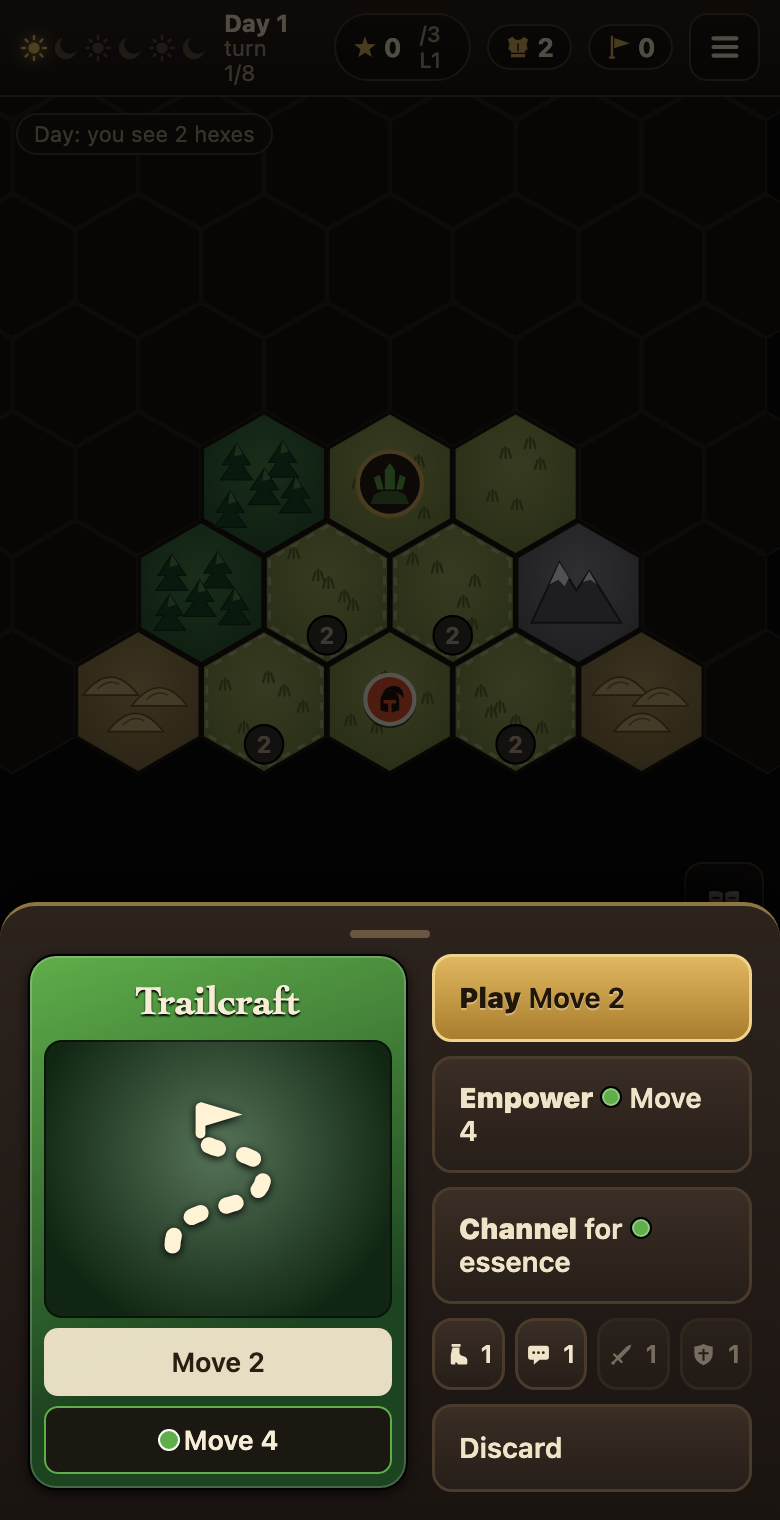 Day 1
turn
1/8
0 /3
L1
2
0
Day: you see 2 hexes
2
2
2
2
Trailcraft
Move 2
Move 4
Play Move 2
Empower Move
4
Channel for
essence
1
1
1
1
Discard